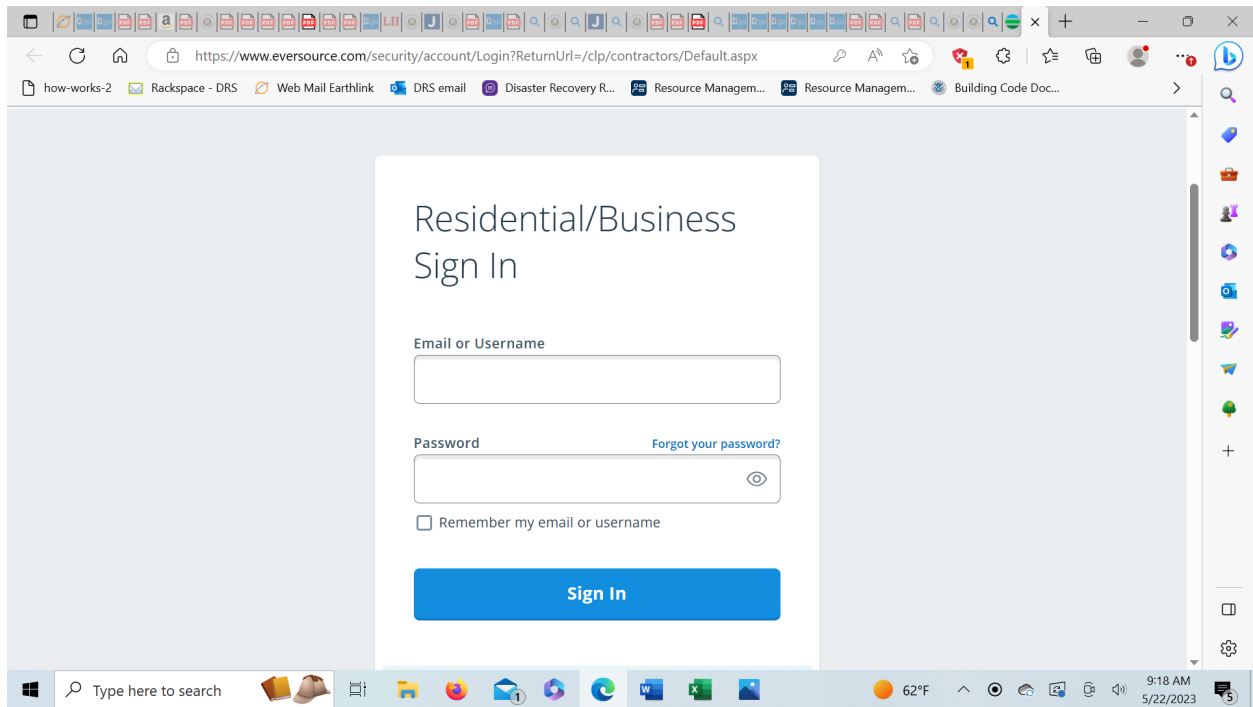 https://www.eversource.com/security/account/Login?ReturnUrl=/clp/contractors/Default.aspx
how-works-2 Rackspace - DRS Web Mail Earthlink DRS email Disaster Recovery R... Resource Managem... Resource Managem... Building Code Doc...
Residential/Business
Sign In
Email or Username
Password Forgot your password?
Remember my email or username
Sign In
Type here to search
62°F
9:18 AM
5/22/2023